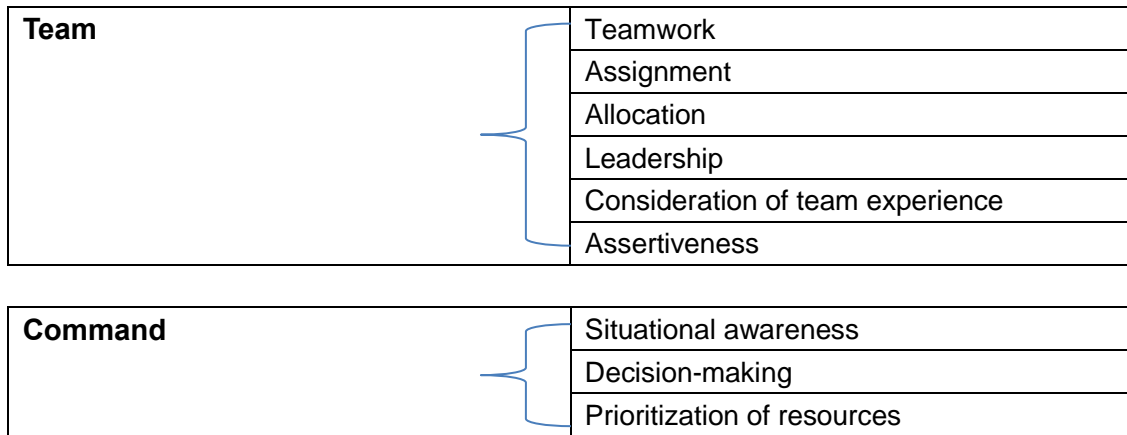 Team
Teamwork
Assignment
Allocation
Leadership
Consideration of team experience
Assertiveness
Command
Situational awareness
Decision-making
Prioritization of resources